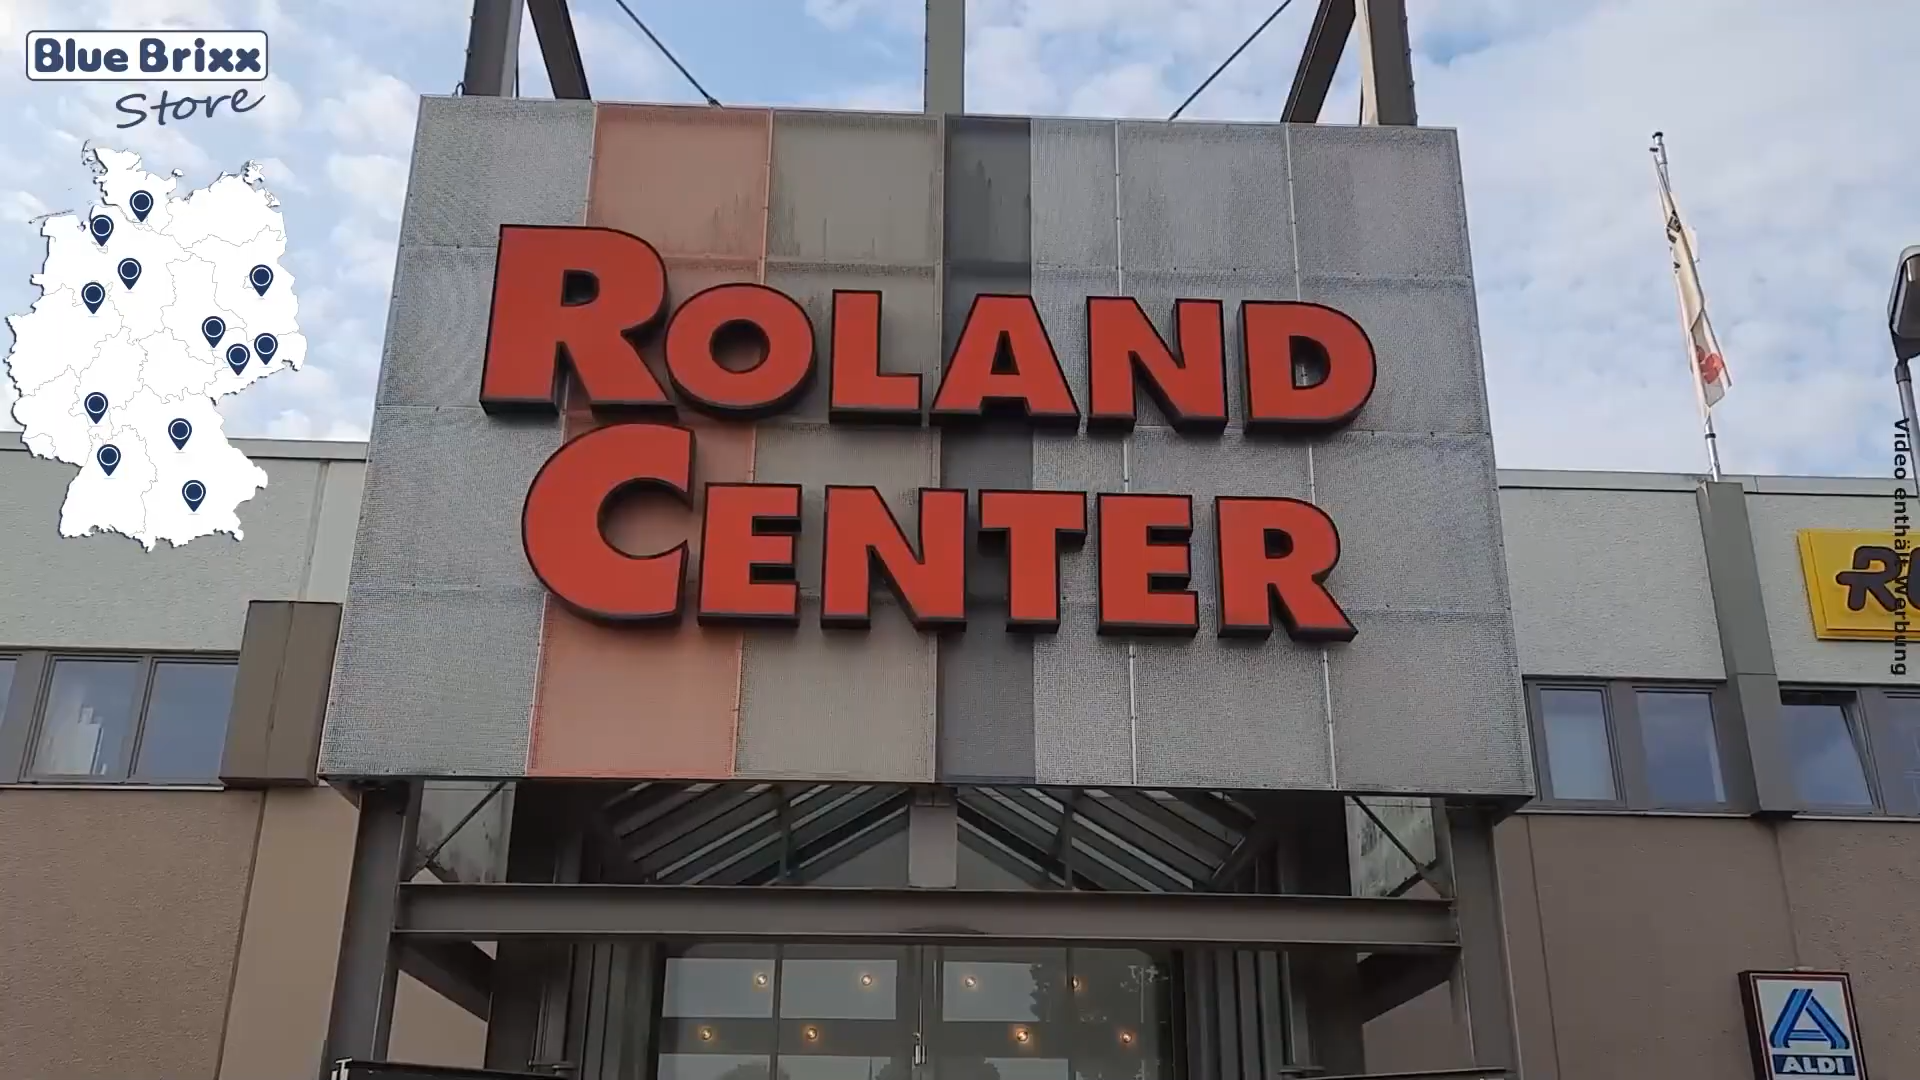 Blue Brixx
Store
ROLAND
CENTER
Video enthält Werbung
ALDI